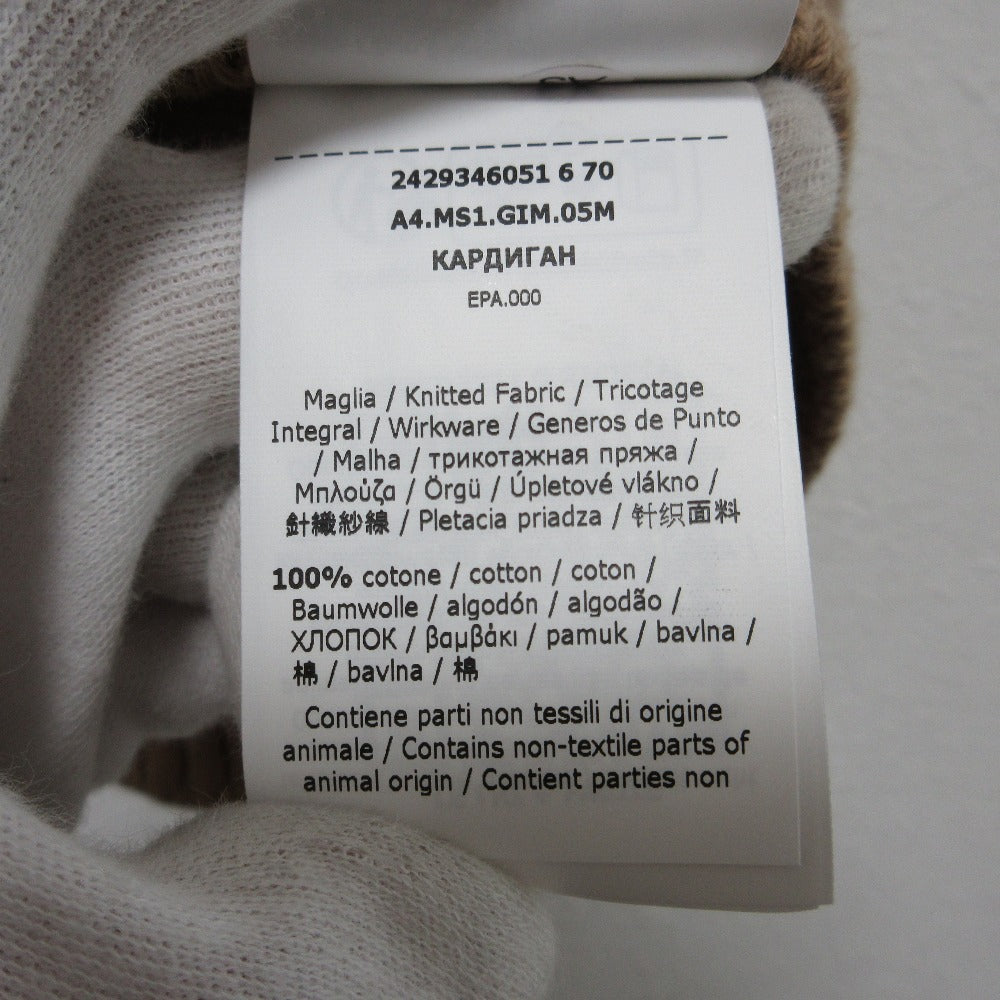 2429346051 6 70
A4.MS1.GIM.05M
КАРДИГАН
EPA.000
Maglia / Knitted Fabric / Tricotage
Integral / Wirkware / Generos de Punto
/ Malha / трикотажная пряжа /
Μπλούζα / Örgü / Úpletové vlákno /
針織紗線 / Pletacia priadza / 针织面料
100% cotone / cotton / coton /
Baumwolle / algodón / algodão /
ХЛОПОК / βαμβάκι / pamuk / bavlna /
棉 / bavlna / 棉
Contiene parti non tessili di origine
animale / Contains non-textile parts of
animal origin / Contient parties non